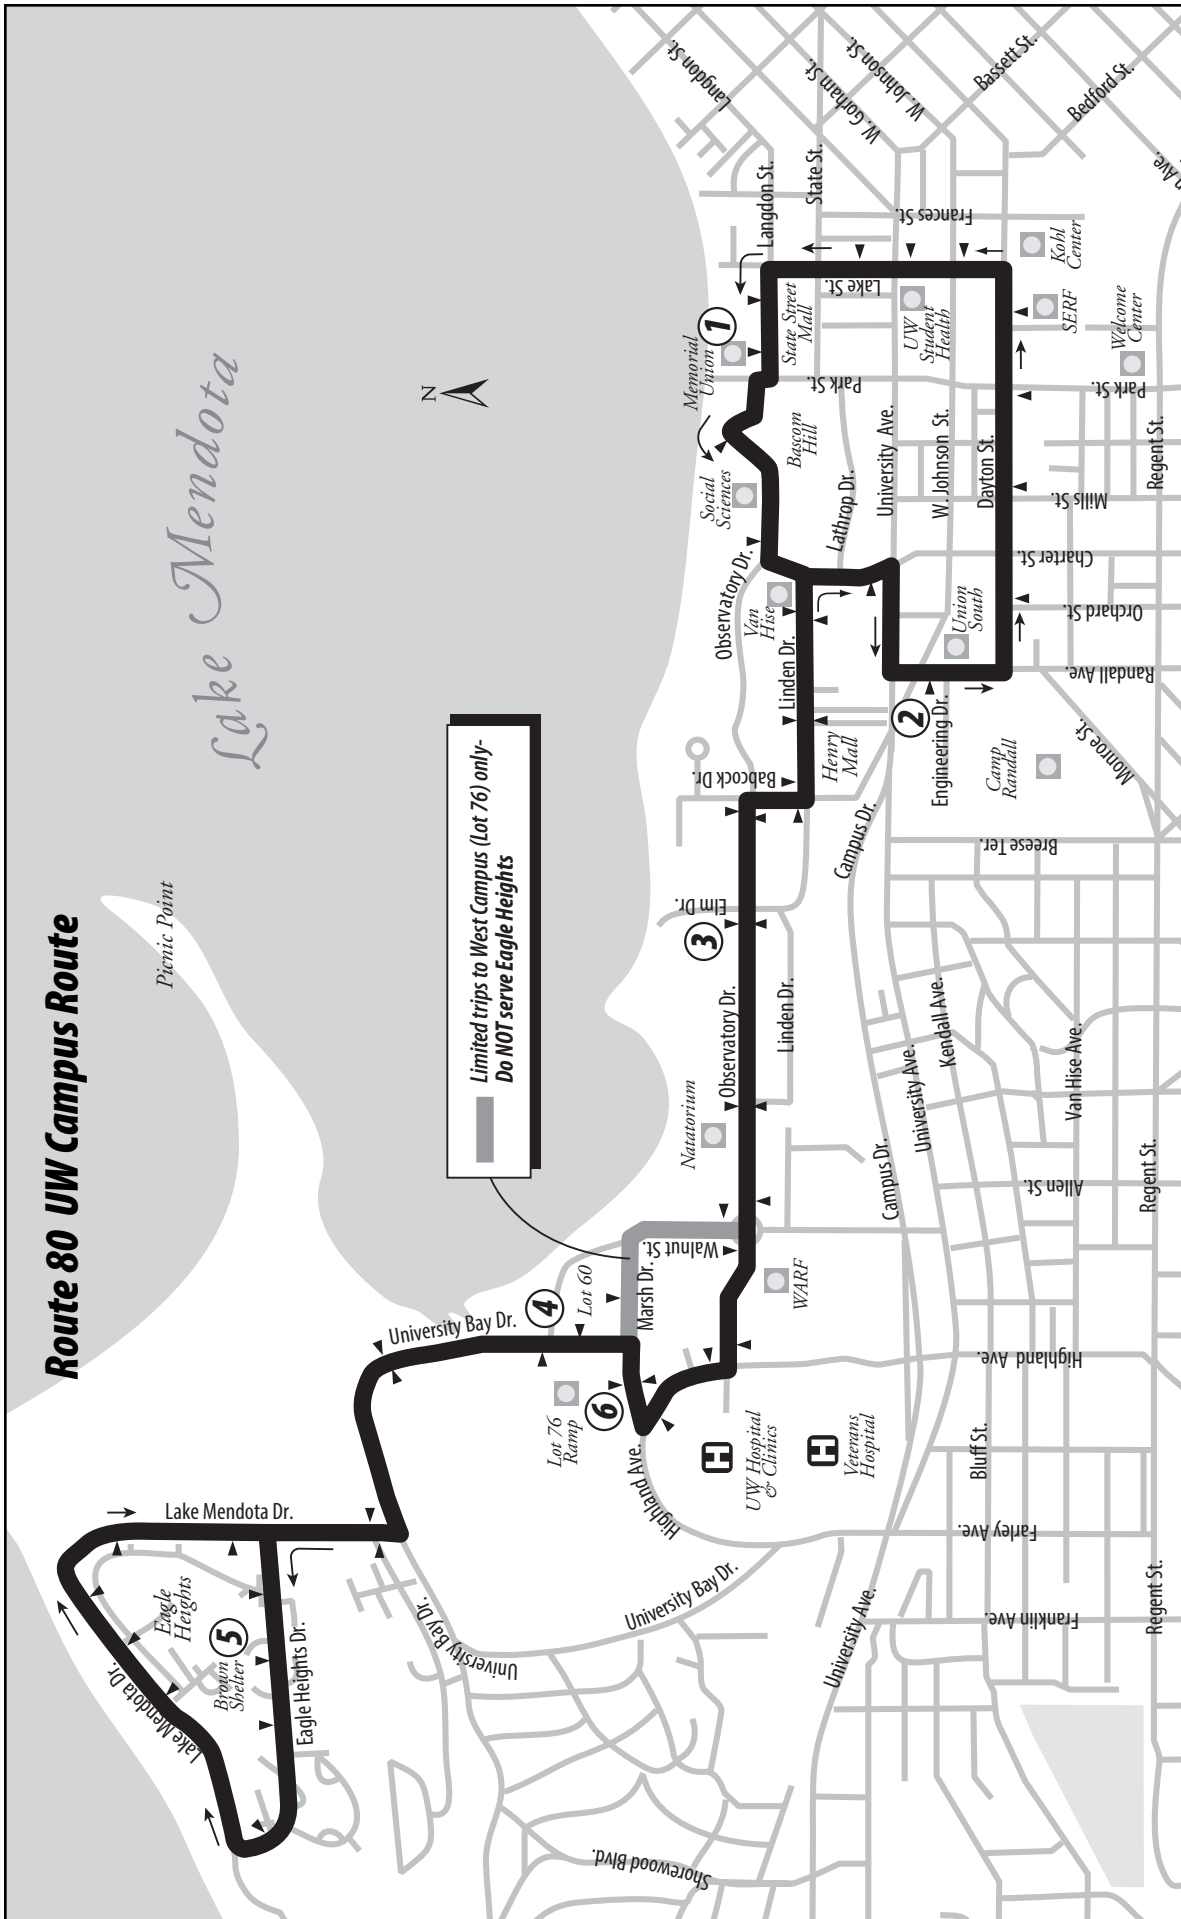 Route 80 UW Campus Route
Picnic Point
Lake Mendota
N
Limited trips to West Campus (Lot 76) only-
Do NOT serve Eagle Heights
Lake Mendota Dr.
Lake Mendota Dr.
Eagle
Heights
5
Brown
Shelter
Eagle Heights Dr.
University Bay Dr.
University Bay Dr.
University Bay Dr.
University Bay Dr.
4
Lot 60
Marsh Dr.
Walnut St.
Lot 76
Ramp
6
Highland Ave.
Highland
UW Hospital
& Clinics
H
Veterans
Hospital
H
WARF
Natatorium
Observatory Dr.
3
Elm Dr.
Linden Dr.
Babcock Dr.
Henry
Mall
Linden Dr.
Van
Hise
Observatory Dr.
Social
Sciences
Bascom
Hill
Memorial
Union
1
State Street
Mall
Langdon St.
Langdon St.
State St.
W. Gorham St.
W. Johnson St.
Bassett St.
Bedford St.
Frances St.
Lake St.
UW
Student
Health
Kohl
Center
SERF
Welcome
Center
Park St.
Park St.
Lathrop Dr.
University Ave.
W. Johnson St.
Dayton St.
Mills St.
Charter St.
Orchard St.
Union
South
Randall Ave.
2
Engineering Dr.
Camp
Randall
Monroe St.
Breese Ter.
Campus Dr.
Campus Dr.
University Ave.
Kendall Ave.
Van Hise Ave.
Allen St.
Regent St.
Regent St.
Regent St.
Highland Ave.
Bluff St.
Farley Ave.
Franklin Ave.
University Ave.
Shorewood Blvd.